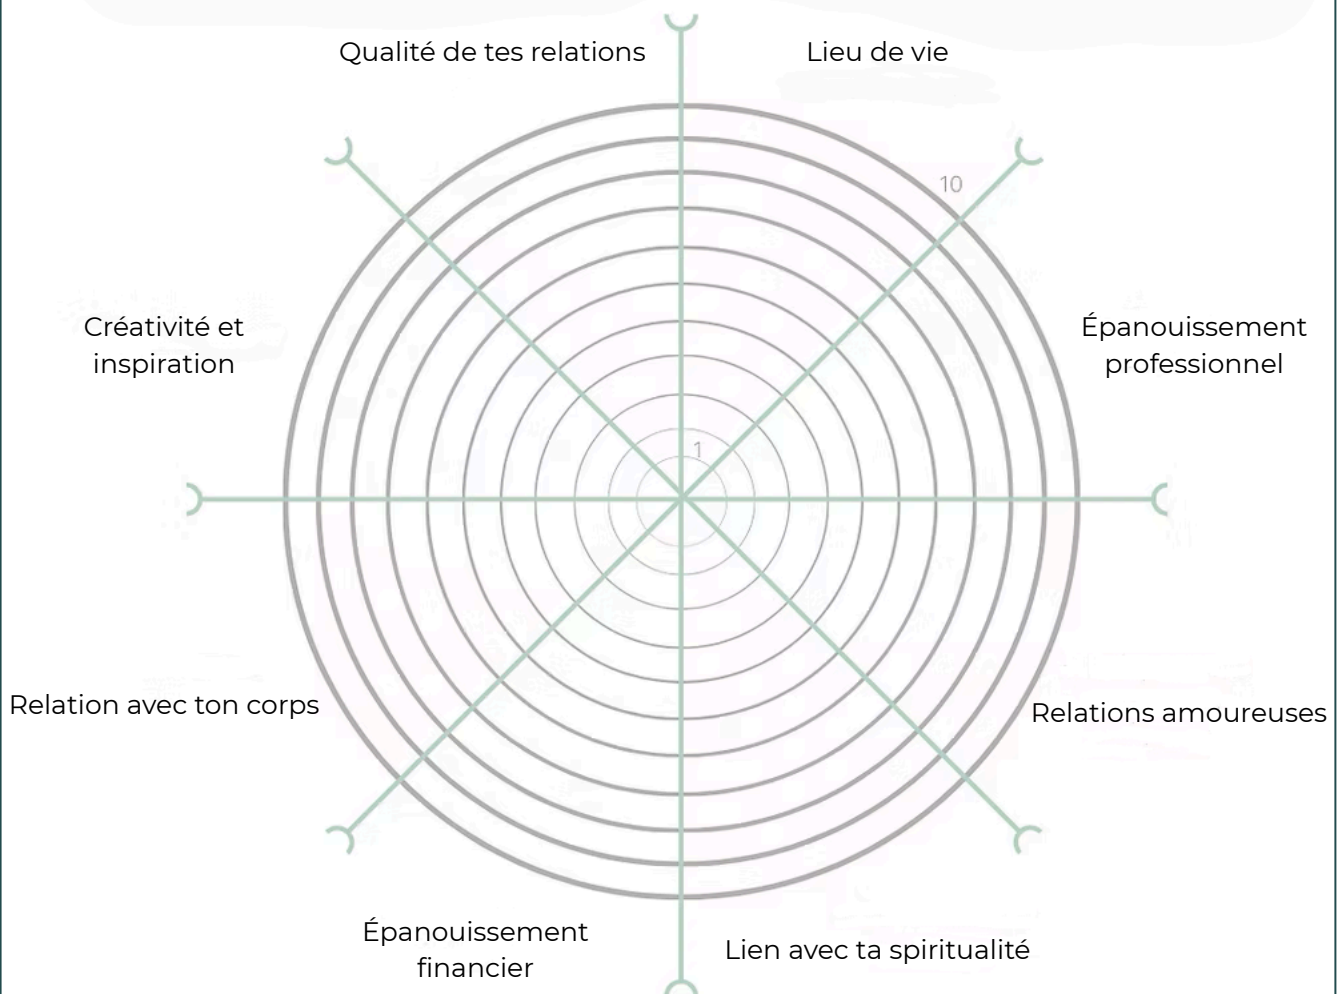 Qualité de tes relations
Lieu de vie
10
Créativité et
inspiration
Épanouissement
professionnel
1
Relation avec ton corps
Relations amoureuses
Épanouissement
financier
Lien avec ta spiritualité